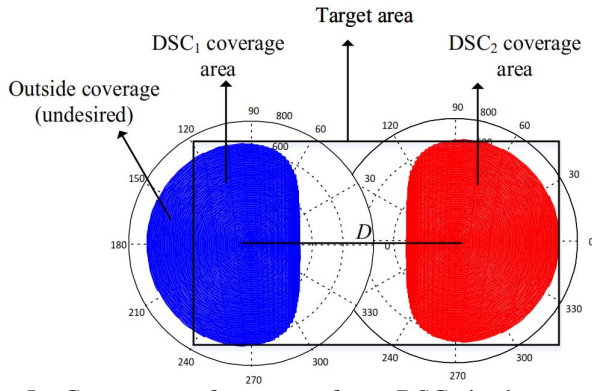 Target area
DSC₁ coverage
area
DSC₂ coverage
area
Outside coverage
(undesired)
90 800
120 600 60
150 30
180 0
210 330
240 300
270
90 800
120 60
30
0
330
300
270
D